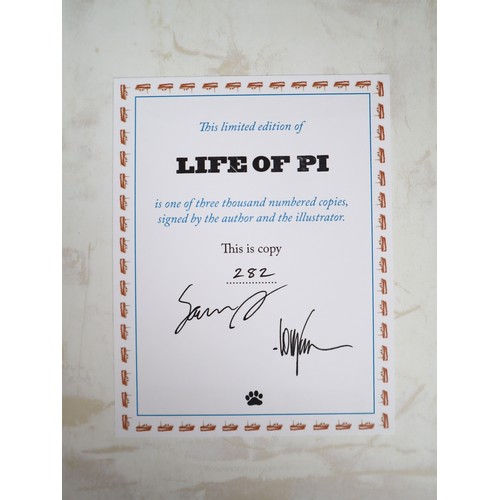 This limited edition of
LIFE OF PI
is one of three thousand numbered copies,
signed by the author and the illustrator.
This is copy
282